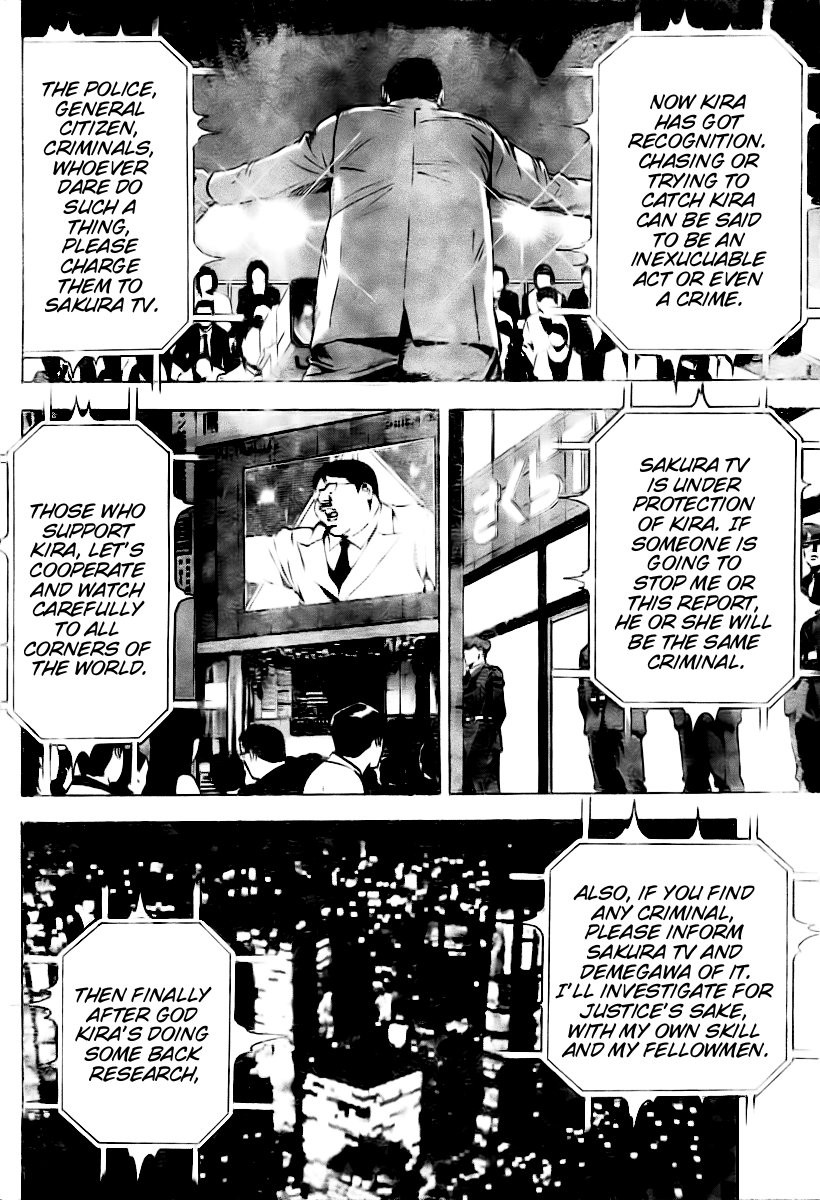 NOW KIRA
HAS GOT
RECOGNITION.
CHASING OR
TRYING TO
CATCH KIRA
CAN BE SAID
TO BE AN
INEXUCUABLE
ACT OR EVEN
A CRIME.
THE POLICE,
GENERAL
CITIZEN,
CRIMINALS,
WHOEVER
DARE DO
SUCH A
THING,
PLEASE
CHARGE
THEM TO
SAKURA TV.
SAKURA TV
IS UNDER
PROTECTION
OF KIRA. IF
SOMEONE IS
GOING TO
STOP ME OR
THIS REPORT,
HE OR SHE WILL
BE THE SAME
CRIMINAL.
さくら
THOSE WHO
SUPPORT
KIRA, LET'S
COOPERATE
AND WATCH
CAREFULLY
TO ALL
CORNERS OF
THE WORLD.
ALSO, IF YOU FIND
ANY CRIMINAL,
PLEASE INFORM
SAKURA TV AND
DEMEGAWA OF IT.
I'LL INVESTIGATE FOR
JUSTICE'S SAKE,
WITH MY OWN SKILL
AND MY FELLOWMEN.
THEN FINALLY
AFTER GOD
KIRA'S DOING
SOME BACK
RESEARCH,